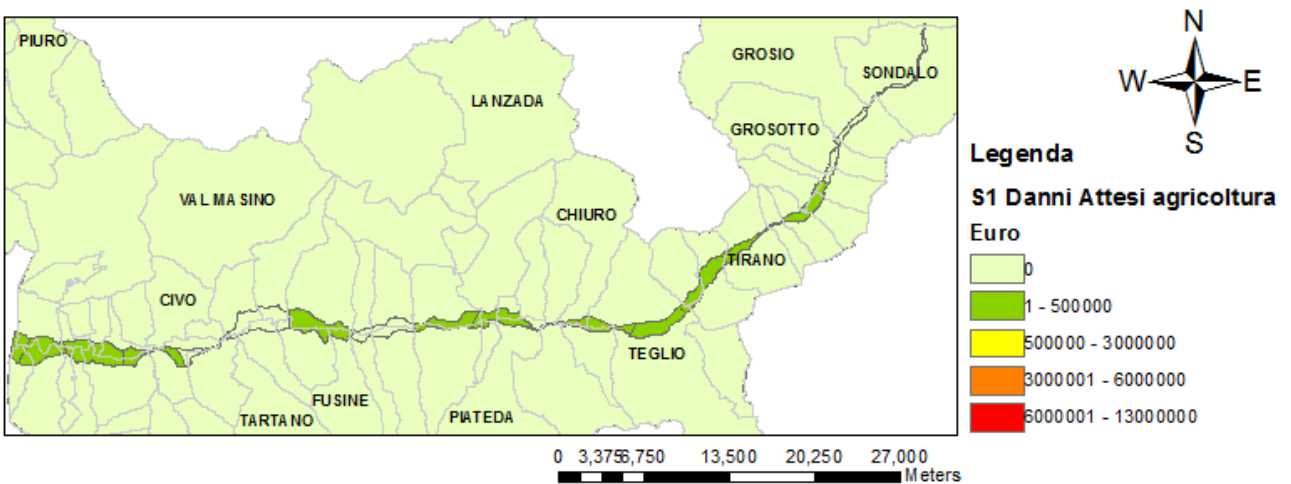 N
PIURO
GROSIO
SONDALO
W E
LANZADA
GROSOTTO
S
Legenda
VAL MASINO
S1 Danni Attesi agricoltura
CHIURO
Euro
TIRANO
0
CIVO
1 - 500000
500000 - 3000000
TEGLIO
3000001 - 6000000
FUSINE
TARTANO
PIATEDA
6000001 - 13000000
0 3,375 6,750 13,500 20,250 27,000
Meters